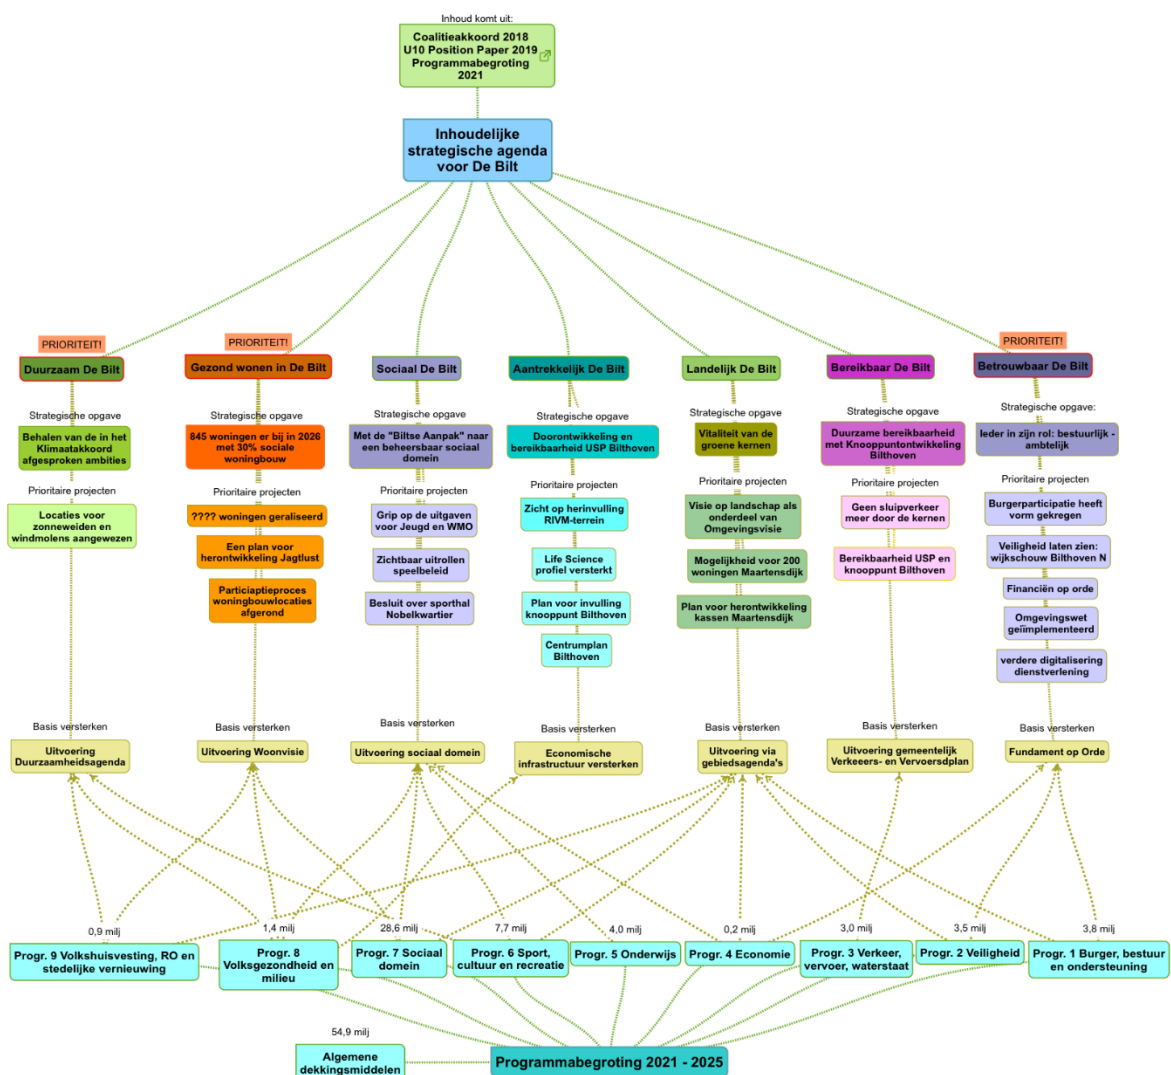 Inhoud komt uit:
Coalitieakkoord 2018
U10 Position Paper 2019
Programmabegroting
2021
Inhoudelijke
strategische agenda
voor De Bilt
PRIORITEIT!
Duurzaam De Bilt
Strategische opgave
Behalen van de in het
Klimaatakkoord
afgesproken ambities
Prioritaire projecten
Locaties voor
zonneweiden en
windmolens aangewezen
Basis versterken
Uitvoering
Duurzaamheidsagenda
PRIORITEIT!
Gezond wonen in De Bilt
Strategische opgave
845 woningen er bij in 2026
met 30% sociale
woningbouw
Prioritaire projecten
???? woningen geraliseerd
Een plan voor
herontwikkeling Jagtlust
Particiaptieproces
woningbouwlocaties
afgerond
Basis versterken
Uitvoering Woonvisie
Sociaal De Bilt
Strategische opgave
Met de "Biltse Aanpak" naar
een beheersbaar sociaal
domein
Prioritaire projecten
Grip op de uitgaven
voor Jeugd en WMO
Zichtbaar uitrollen
speelbeleid
Besluit over sporthal
Nobelkwartier
Basis versterken
Uitvoering sociaal domein
Aantrekkelijk De Bilt
Strategische opgave
Doorontwikkeling en
bereikbaarheid USP Bilthoven
Prioritaire projecten
Zicht op herinvulling
RIVM-terrein
Life Science
profiel versterkt
Plan voor invulling
knooppunt Bilthoven
Centrumplan
Bilthoven
Basis versterken
Economische
infrastructuur versterken
Landelijk De Bilt
Strategische opgave
Vitaliteit van de
groene kernen
Prioritaire projecten
Visie op landschap als
onderdeel van
Omgevingsvisie
Mogelijkheid voor 200
woningen Maartensdijk
Plan voor herontwikkeling
kassen Maartensdijk
Basis versterken
Uitvoering via
gebiedsagenda's
Bereikbaar De Bilt
Strategische opgave
Duurzame bereikbaarheid
met Knooppuntontwikkeling
Bilthoven
Prioritaire projecten
Geen sluipverkeer
meer door de kernen
Bereikbaarheid USP en
knooppunt Bilthoven
Basis versterken
Uitvoering gemeentelijk
Verkeeers- en Vervoersdplan
PRIORITEIT!
Betrouwbaar De Bilt
Strategische opgave:
Ieder in zijn rol: bestuurlijk -
ambtelijk
Prioritaire projecten
Burgerparticipatie heeft
vorm gekregen
Veiligheid laten zien:
wijkschouw Bilthoven N
Financiën op orde
Omgevingswet
geïmplementeerd
verdere digitalisering
dienstverlening
Basis versterken
Fundament op Orde
0,9 milj
Progr. 9 Volkshuisvesting, RO en
stedelijke vernieuwing
1,4 milj
Progr. 8
Volksgezondheid en
milieu
28,6 milj
Progr. 7 Sociaal
domein
7,7 milj
Progr. 6 Sport,
cultuur en recreatie
4,0 milj
Progr. 5 Onderwijs
0,2 milj
Progr. 4 Economie
3,0 milj
Progr. 3 Verkeer,
vervoer, waterstaat
3,5 milj
Progr. 2 Veiligheid
3,8 milj
Progr. 1 Burger, bestuur
en ondersteuning
54,9 milj
Algemene
dekkingsmiddelen
Programmabegroting 2021 - 2025